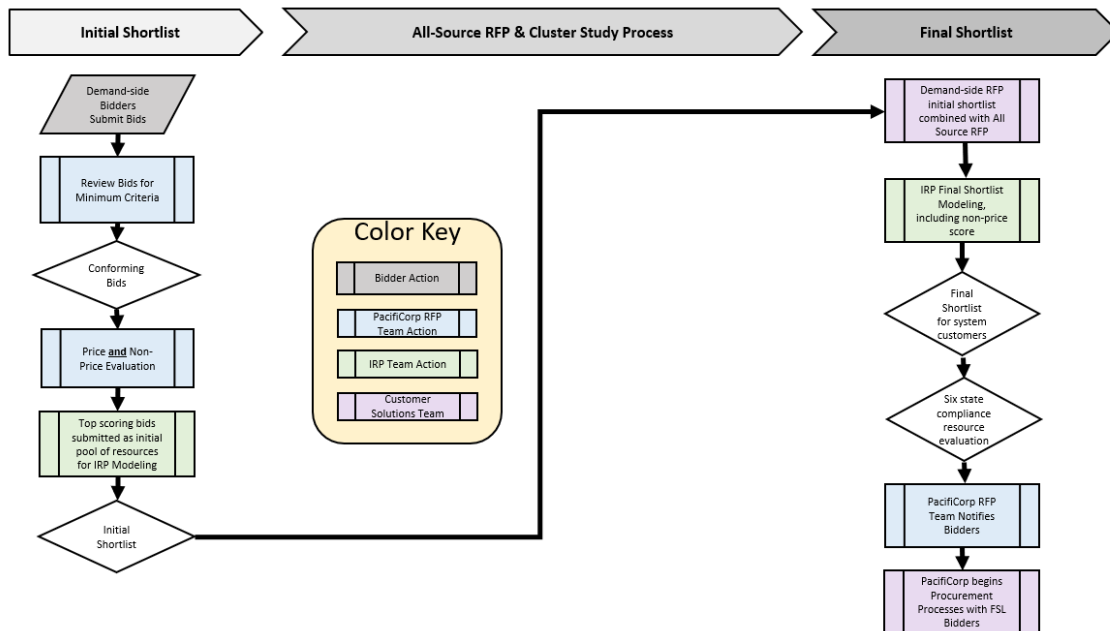 Initial Shortlist
All-Source RFP & Cluster Study Process
Final Shortlist
Demand-side
Bidders
Submit Bids
Review Bids for
Minimum Criteria
Conforming
Bids
Price and Non-
Price Evaluation
Top scoring bids
submitted as initial
pool of resources
for IRP Modeling
Initial
Shortlist
Color Key
Bidder Action
PacifiCorp RFP
Team Action
IRP Team Action
Customer
Solutions Team
Demand-side RFP
initial shortlist
combined with All
Source RFP
IRP Final Shortlist
Modeling,
including non-price
score
Final
Shortlist
for system
customers
Six state
compliance
resource
evaluation
PacifiCorp RFP
Team Notifies
Bidders
PacifiCorp begins
Procurement
Processes with FSL
Bidders